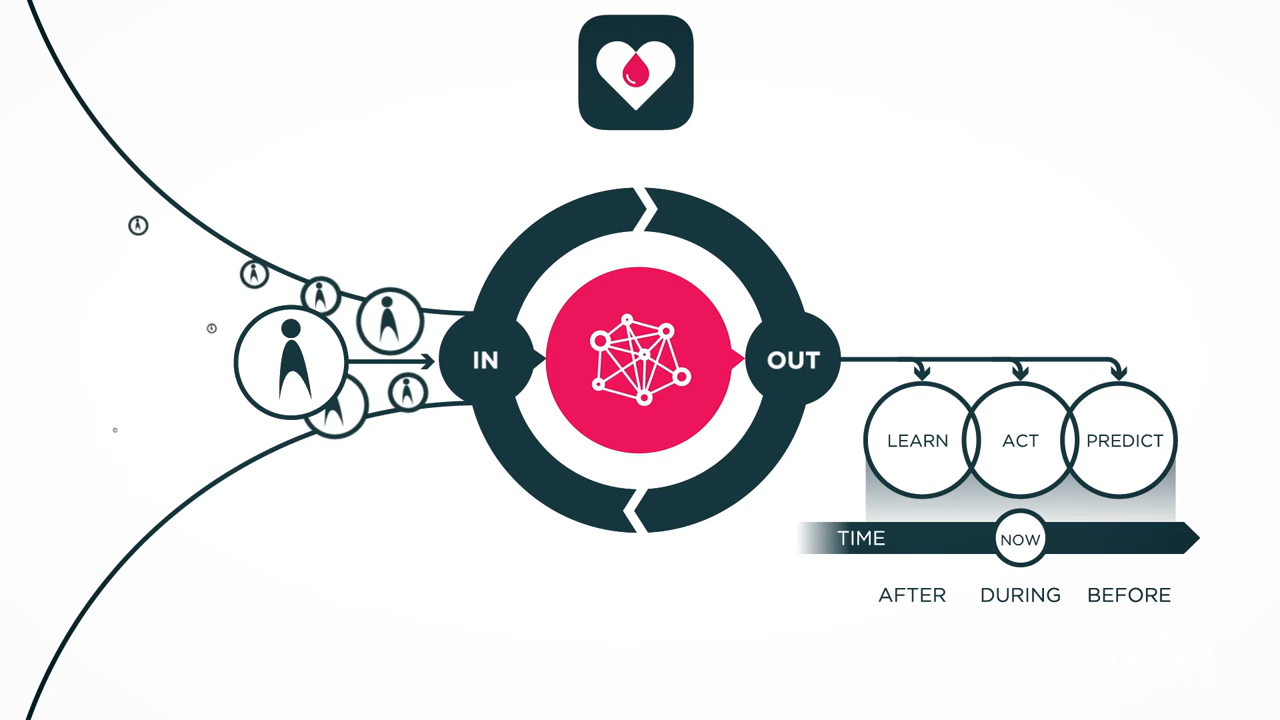 IN
OUT
LEARN
ACT
PREDICT
TIME
NOW
AFTER
DURING
BEFORE